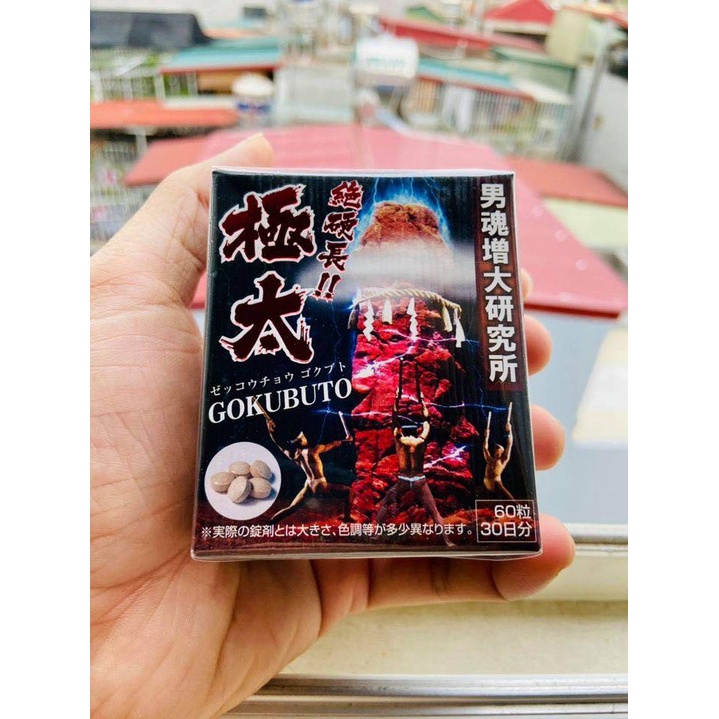 男魂増大研究所
絶硬長!!
極太
ゼッコウチョウ ゴクブト
GOKUBUTO
60粒
30日分
※実際の錠剤とは大きさ、色調等が多少異なります。